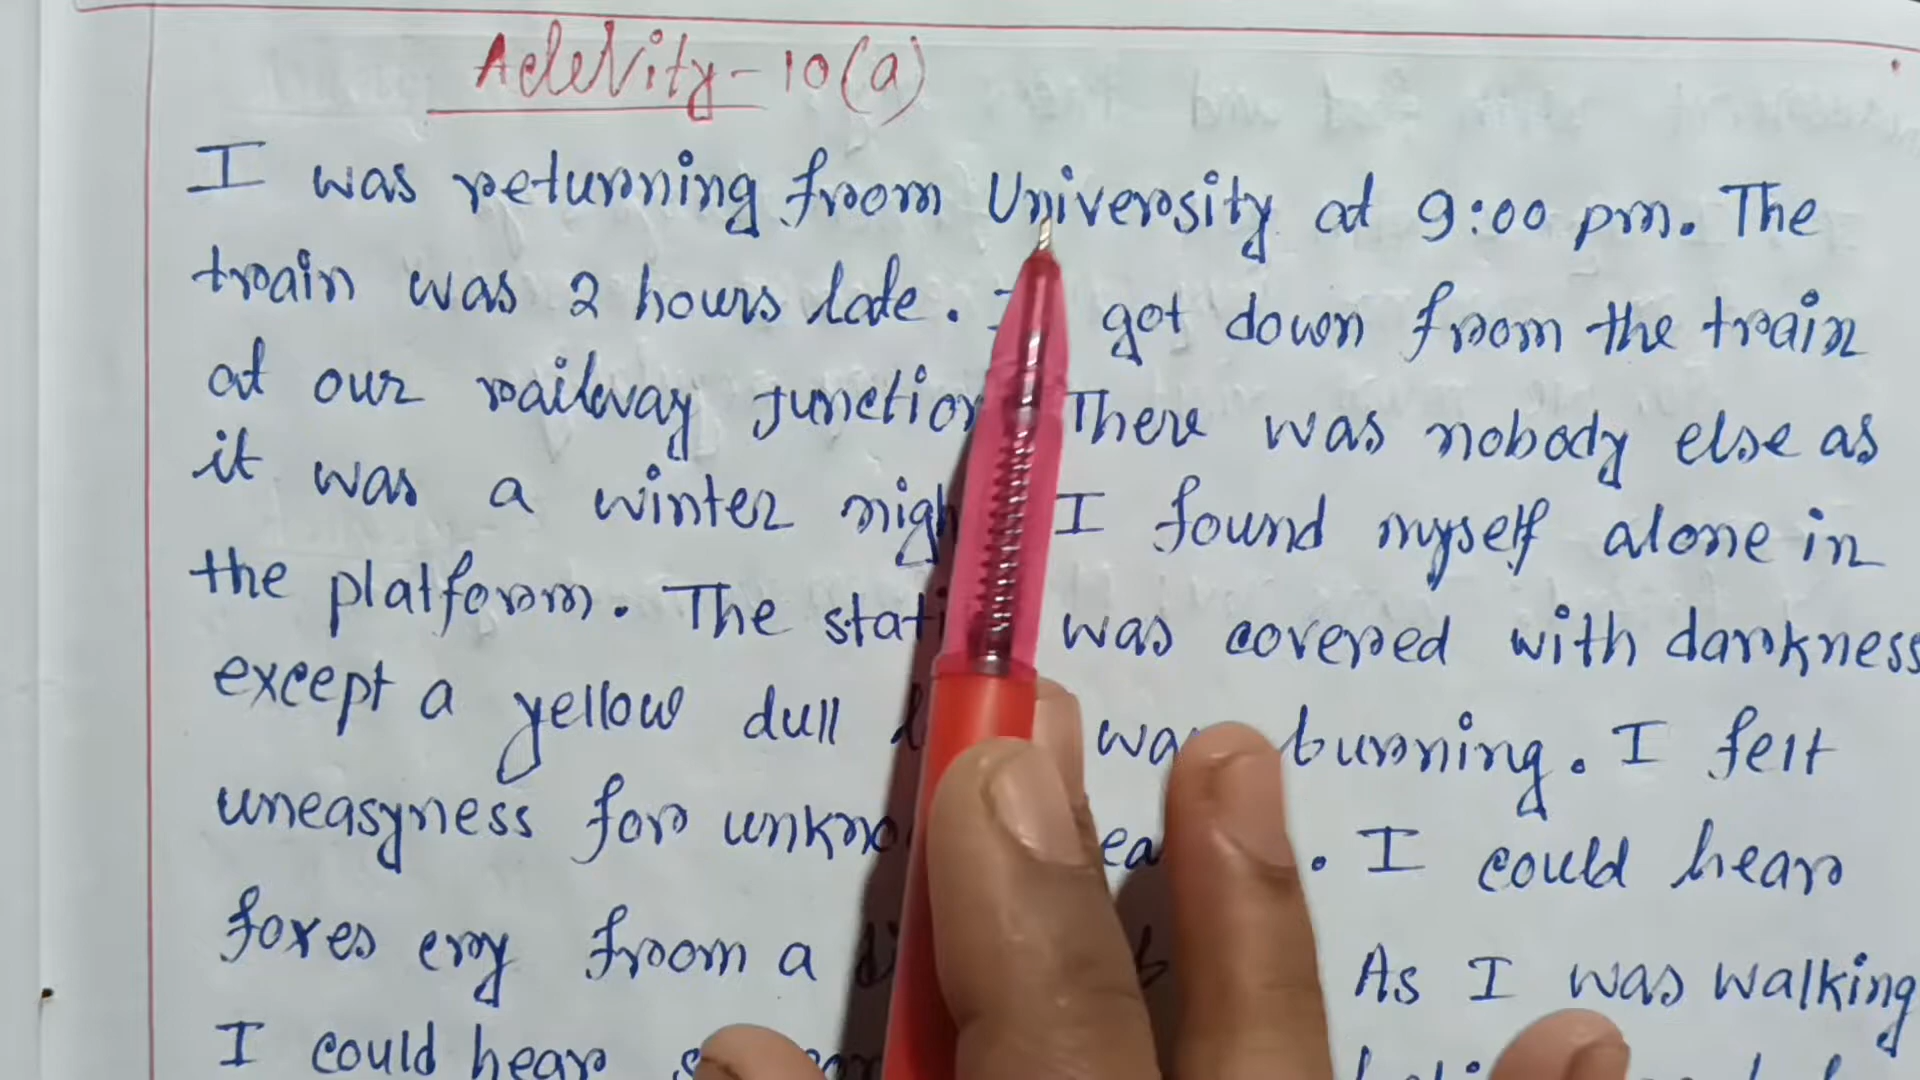 Activity-10(a)
I was returning from University at 9:00 pm. The
train was 2 hours late. I got down from the train
at our railway junction There was nobody else as
it was a winter nigh I found myself alone in
the platform. The stati was covered with darkness
except a yellow dull was burning. I felt
uneasyness for unkno . I could hear
foxes cry from a As I was walking
I could hear